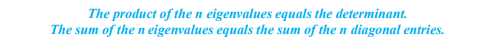 The product of the n eigenvalues equals the determinant.
The sum of the n eigenvalues equals the sum of the n diagonal entries.